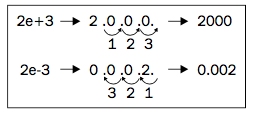 2e+3 → 2.0.0.0. → 2000
1 2 3
2e-3 → 0.0.0.2. → 0.002
3 2 1